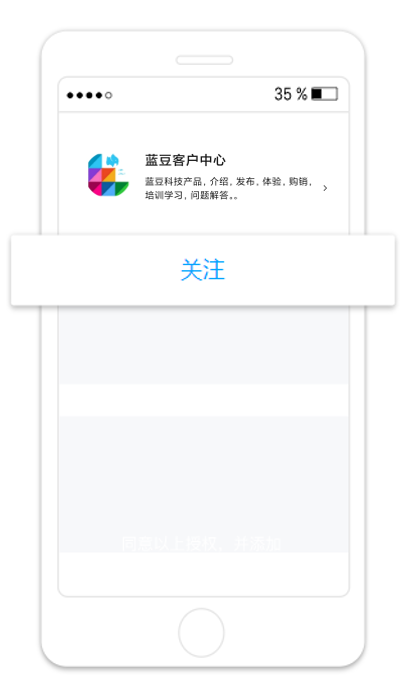 35 %
蓝豆客户中心
蓝豆科技产品，介绍，发布，体验，购销，
培训学习，问题解答。。
关注
同意以上授权，并添加